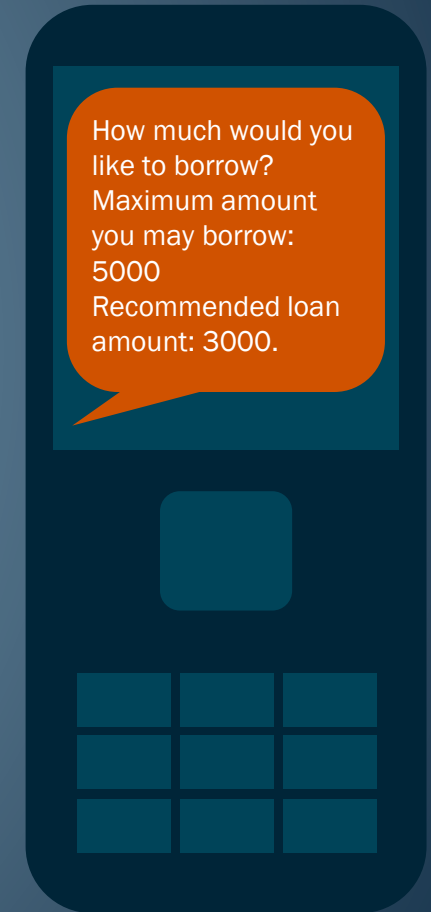 How much would you
like to borrow?
Maximum amount
you may borrow:
5000
Recommended loan
amount: 3000.